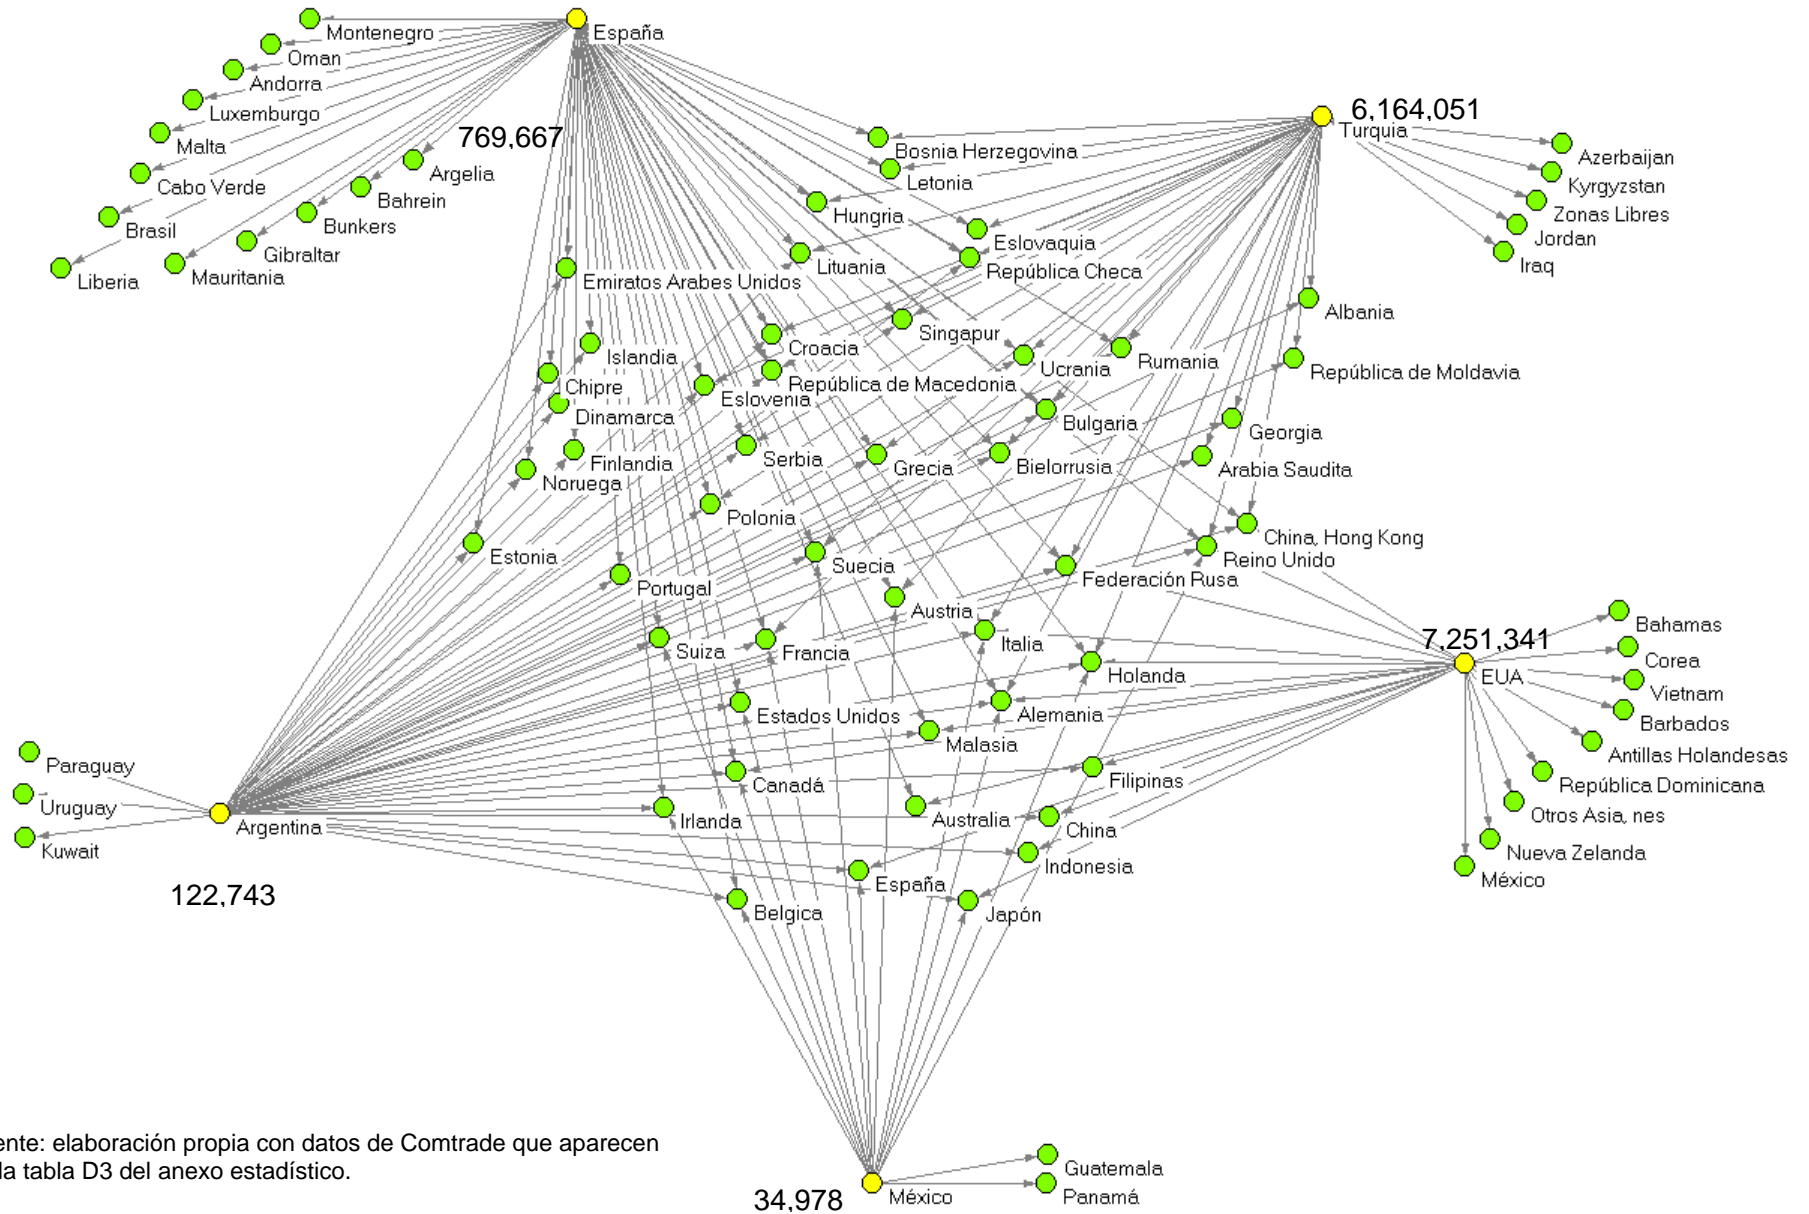 Montenegro
España
Oman
Andorra
Luxemburgo
6,164,051
Turquia
769,667
Malta
Bosnia Herzegovina
Azerbaijan
Argelia
Letonia
Cabo Verde
Kyrgyzstan
Bahrein
Hungria
Zonas Libres
Brasil
Bunkers
Eslovaquia
Jordan
Gibraltar
Lituania
República Checa
Iraq
Liberia
Mauritania
Emiratos Arabes Unidos
Albania
Singapur
Croacia
Islandia
Ucrania
Rumania
República de Moldavia
Chipre
República de Macedonia
Eslovenia
Dinamarca
Bulgaria
Georgia
Serbia
Finlandia
Grecia
Bielorrusia
Arabia Saudita
Noruega
Polonia
China, Hong Kong
Estonia
Suecia
Reino Unido
Federación Rusa
Portugal
Austria
Bahamas
7,251,341
Italia
Suiza
Francia
Corea
Holanda
EUA
Vietnam
Estados Unidos
Alemania
Barbados
Malasia
Antillas Holandesas
Paraguay
Canadá
Filipinas
República Dominicana
Uruguay
Otros Asia, nes
Argentina
Irlanda
Australia
China
Kuwait
Nueva Zelanda
Indonesia
México
España
122,743
Belgica
Japón
ente: elaboración propia con datos de Comtrade que aparecen
la tabla D3 del anexo estadístico.
Guatemala
34,978
México
Panamá